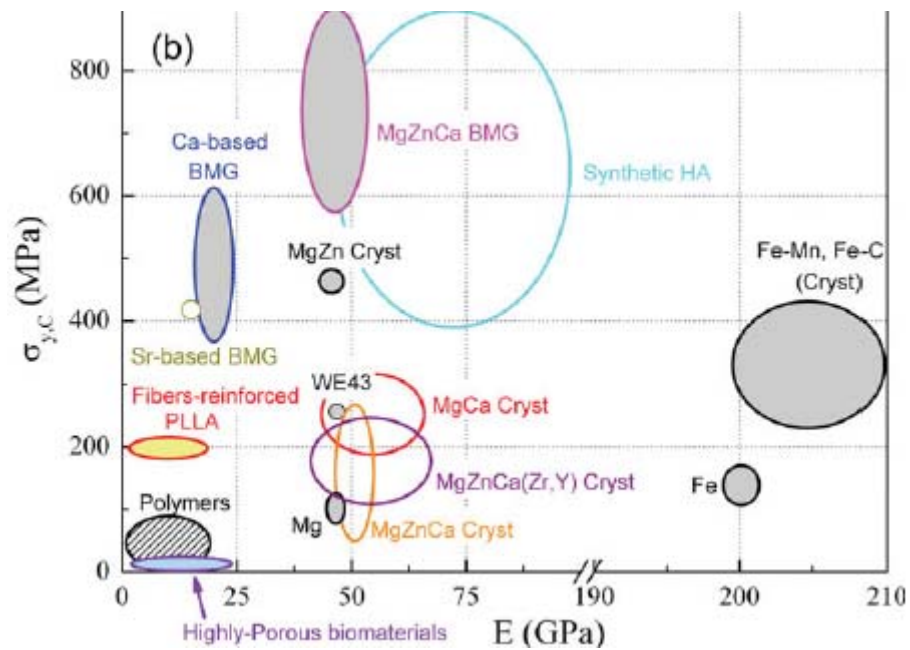 (b)
800
600
400
200
0
σy,C (MPa)
Ca-based
BMG
MgZnCa BMG
Synthetic HA
MgZn Cryst
Fe-Mn, Fe-C
(Cryst)
Sr-based BMG
Fibers-reinforced
PLLA
WE43
MgCa Cryst
MgZnCa(Zr,Y) Cryst
Fe
Polymers
Mg
MgZnCa Cryst
0 25 50 75 190 200 210
Highly-Porous biomaterials
E (GPa)